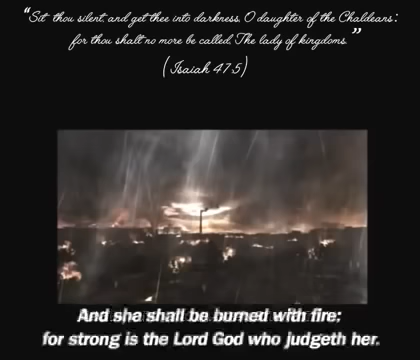 “Sit thou silent, and get thee into darkness, O daughter of the Chaldeans:
for thou shalt no more be called, The lady of kingdoms.”
(Isaiah 47:5)
And she shall be burned with fire:
for strong is the Lord God who judgeth her.